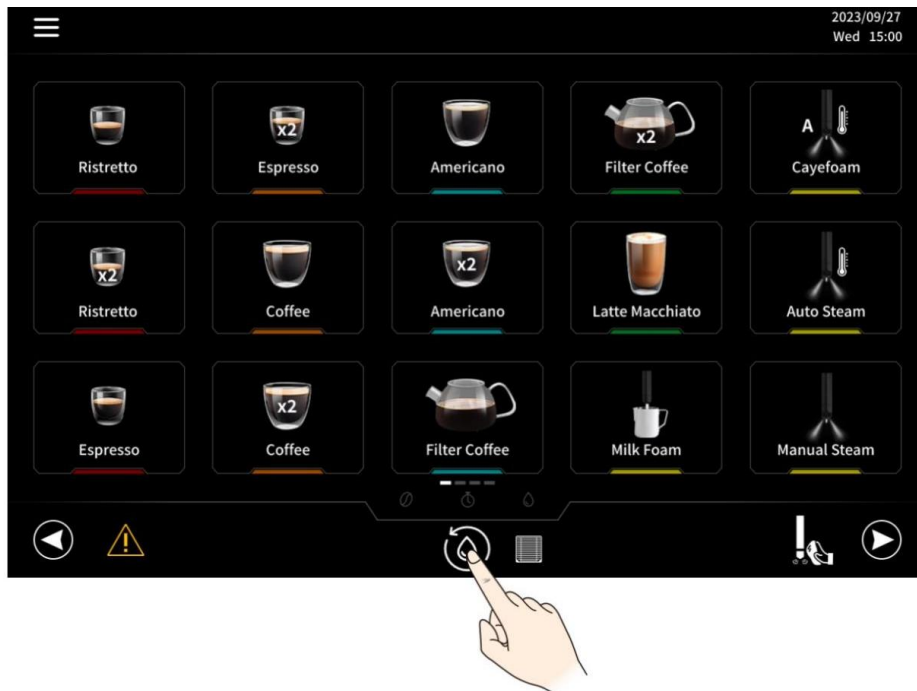 2023/09/27
Wed 15:00
x2
x2
A
Ristretto
Espresso
Americano
Filter Coffee
Cayefoam
x2
x2
Ristretto
Coffee
Americano
Latte Macchiato
Auto Steam
x2
Espresso
Coffee
Filter Coffee
Milk Foam
Manual Steam